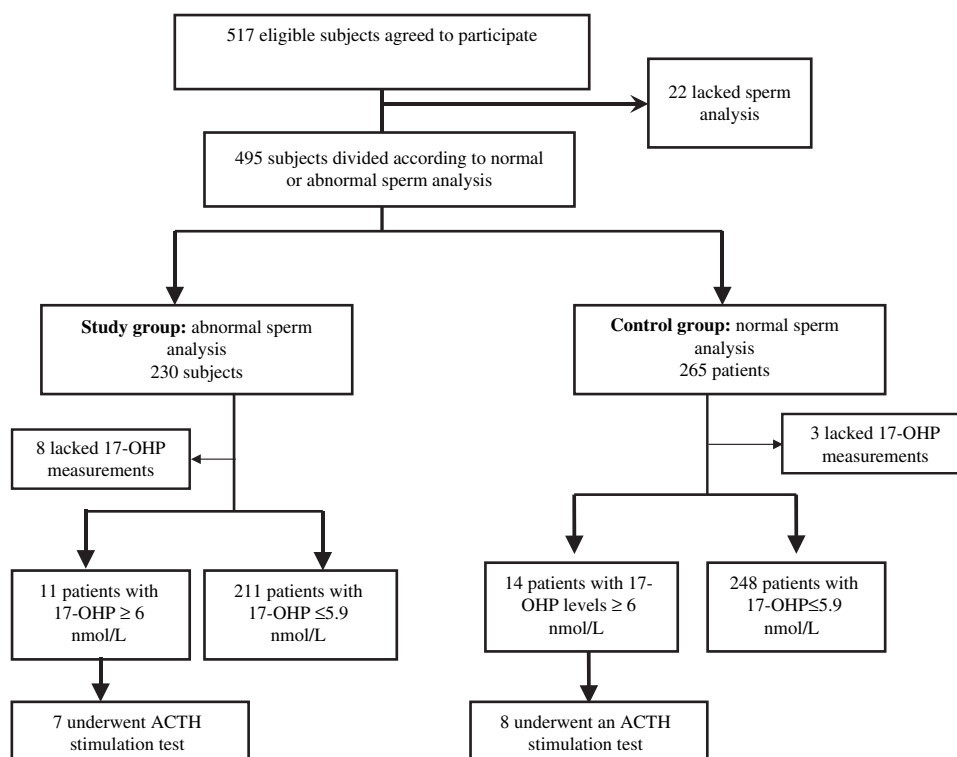 517 eligible subjects agreed to participate
22 lacked sperm
analysis
495 subjects divided according to normal
or abnormal sperm analysis
Study group: abnormal sperm
analysis
230 subjects
Control group: normal sperm
analysis
265 patients
8 lacked 17-OHP
measurements
3 lacked 17-OHP
measurements
11 patients with
17-OHP ≥ 6
nmol/L
211 patients with
17-OHP ≤5.9
nmol/L
14 patients with 17-
OHP levels ≥ 6
nmol/L
248 patients with
17-OHP≤5.9
nmol/L
7 underwent ACTH
stimulation test
8 underwent an ACTH
stimulation test